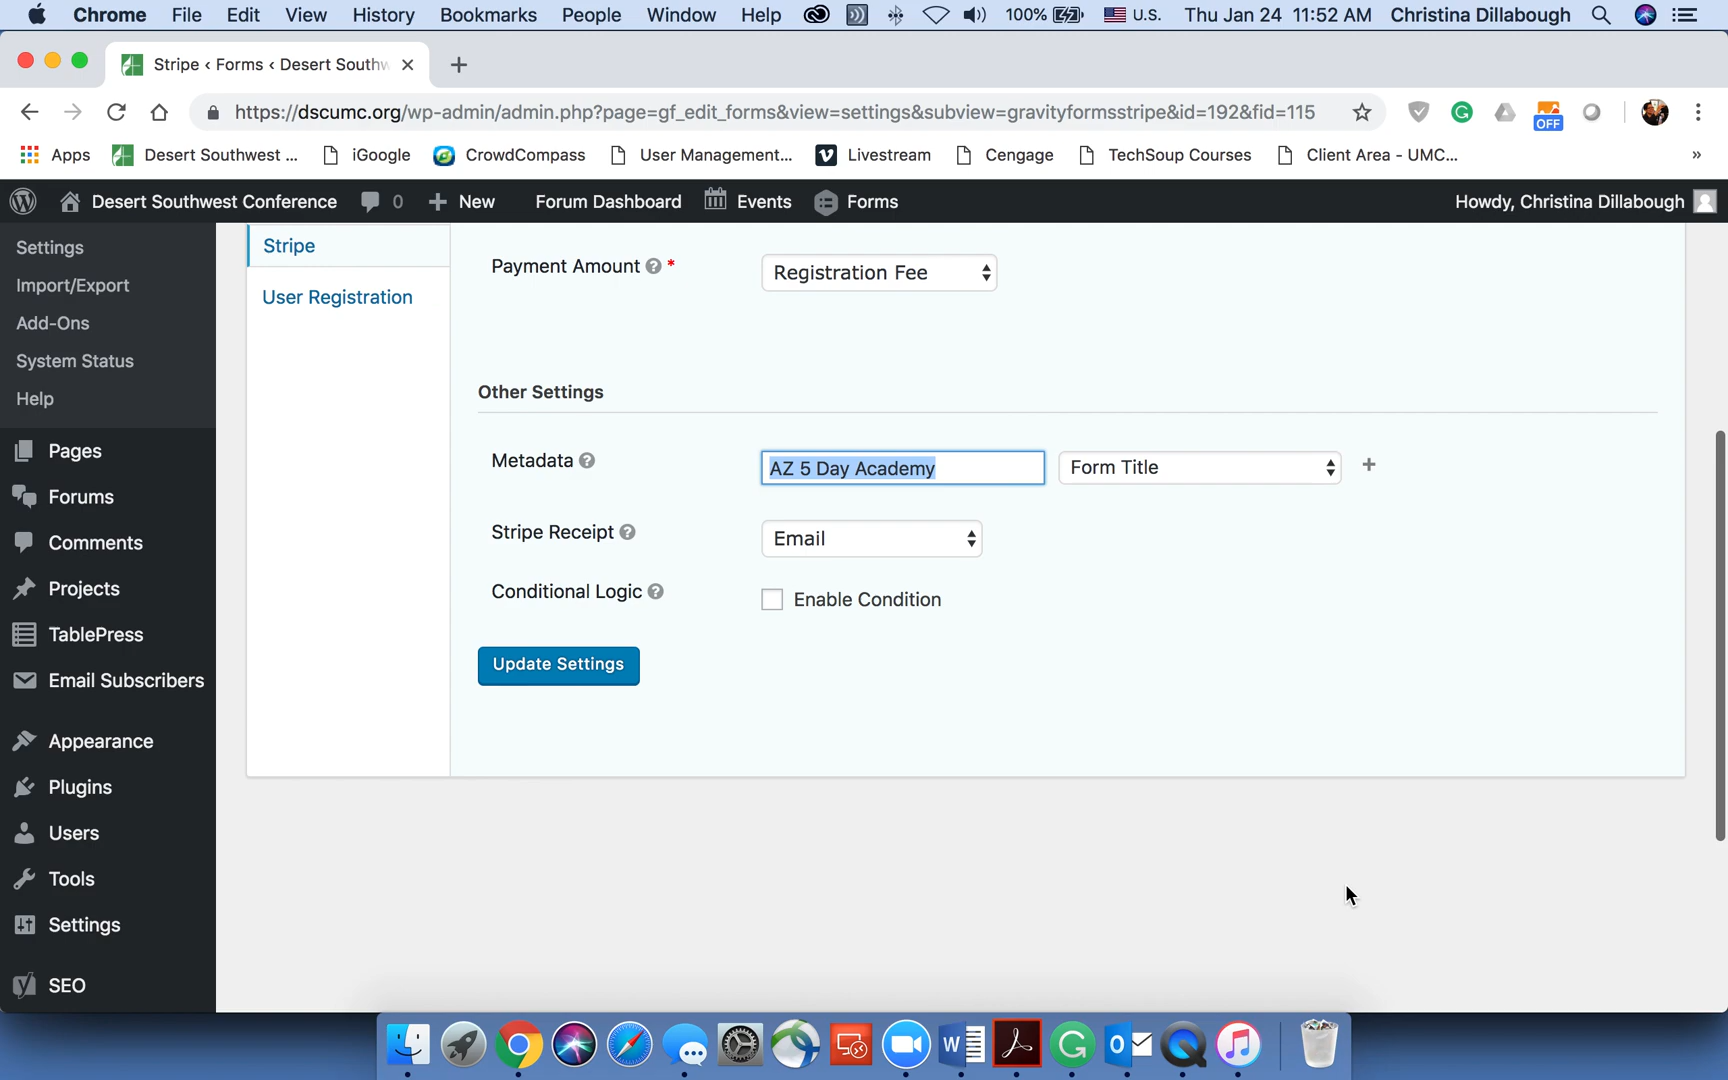 Chrome File Edit View History Bookmarks People Window Help 100% U.S. Thu Jan 24 11:52 AM Christina Dillabough
Stripe ‹ Forms ‹ Desert Southw
https://dscumc.org/wp-admin/admin.php?page=gf_edit_forms&view=settings&subview=gravityformsstripe&id=192&fid=115
OFF
Apps Desert Southwest ... iGoogle CrowdCompass User Management... Livestream Cengage TechSoup Courses Client Area - UMC... »
Desert Southwest Conference 0 New Forum Dashboard Events Forms Howdy, Christina Dillabough
Settings
Import/Export
Add-Ons
System Status
Help
Pages
Forums
Comments
Projects
TablePress
Email Subscribers
Appearance
Plugins
Users
Tools
Settings
SEO
Stripe
User Registration
Payment Amount ? * Registration Fee
Other Settings
Metadata ? AZ 5 Day Academy Form Title +
Stripe Receipt ? Email
Conditional Logic ? Enable Condition
Update Settings